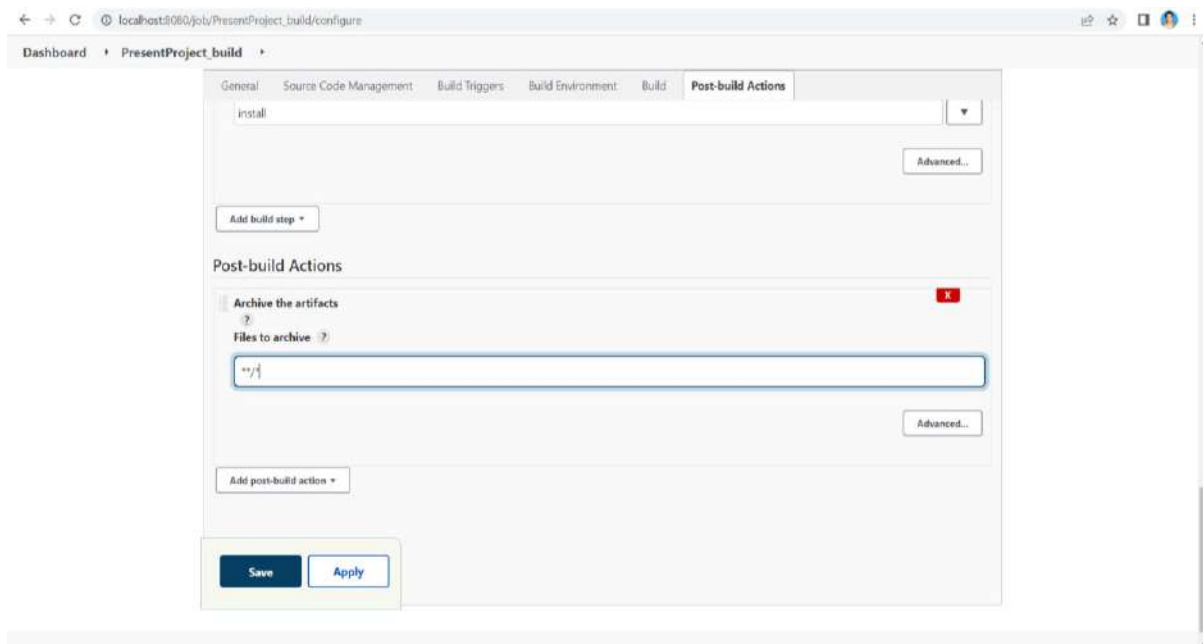 localhost:8080/job/PresentProject_build/configure
Dashboard PresentProject_build
General Source Code Management Build Triggers Build Environment Build Post-build Actions
install
Advanced...
Add build step
Post-build Actions
X
Archive the artifacts
?
Files to archive ?
**/*
Advanced...
Add post-build action
Save Apply